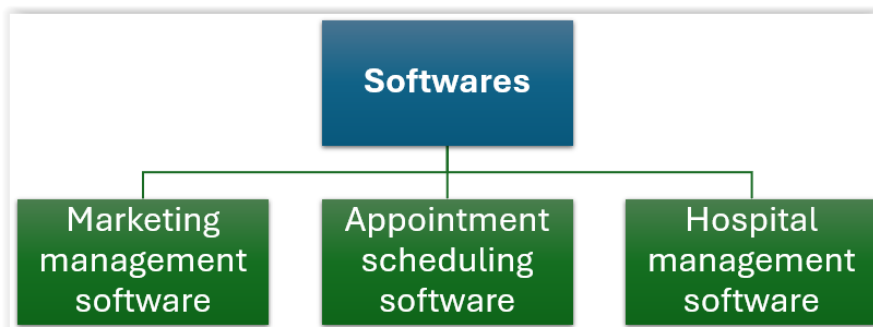 Softwares
Marketing
management
software
Appointment
scheduling
software
Hospital
management
software